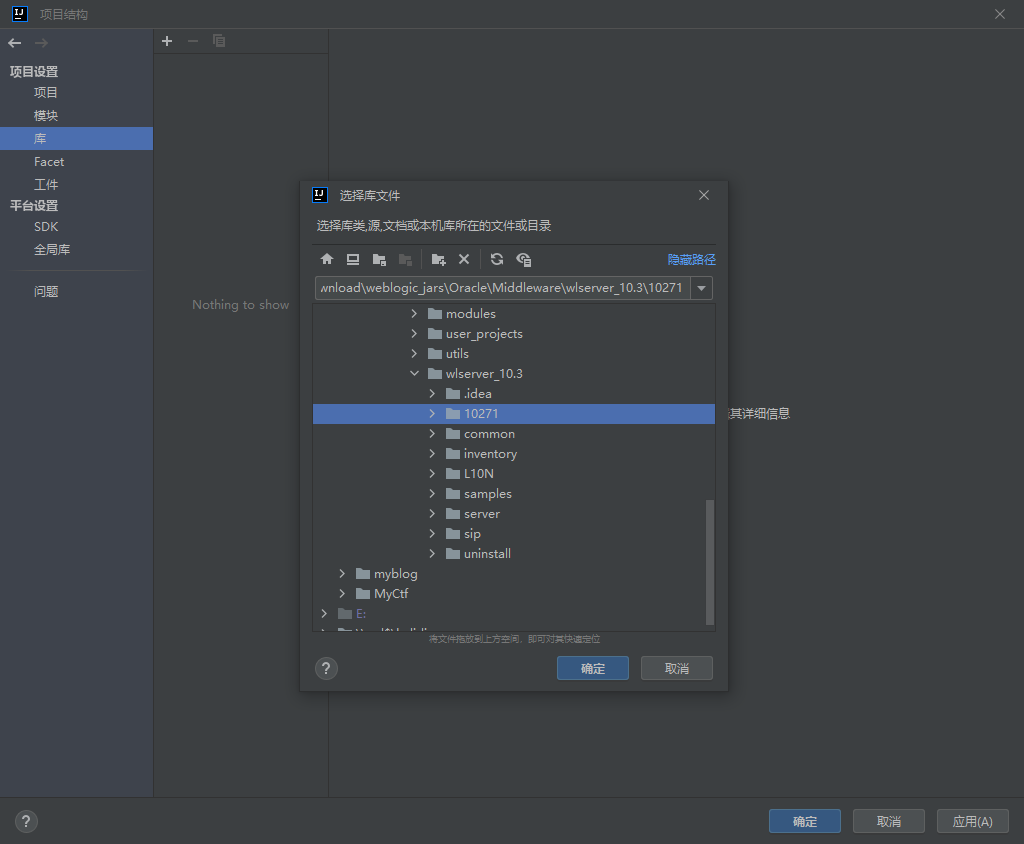 项目结构
项目设置
项目
模块
库
Facet
工件
平台设置
SDK
全局库
问题
Nothing to show
其详细信息
选择库文件
选择库类,源,文档或本机库所在的文件或目录
隐藏路径
nload\weblogic_jars\Oracle\Middleware\wlserver_10.3\10271
modules
user_projects
utils
wlserver_10.3
.idea
10271
common
inventory
L10N
samples
server
sip
uninstall
myblog
MyCtf
E:
将文件拖放到上方空间，即可对其快速定位
?
确定
取消
?
确定
取消
应用(A)